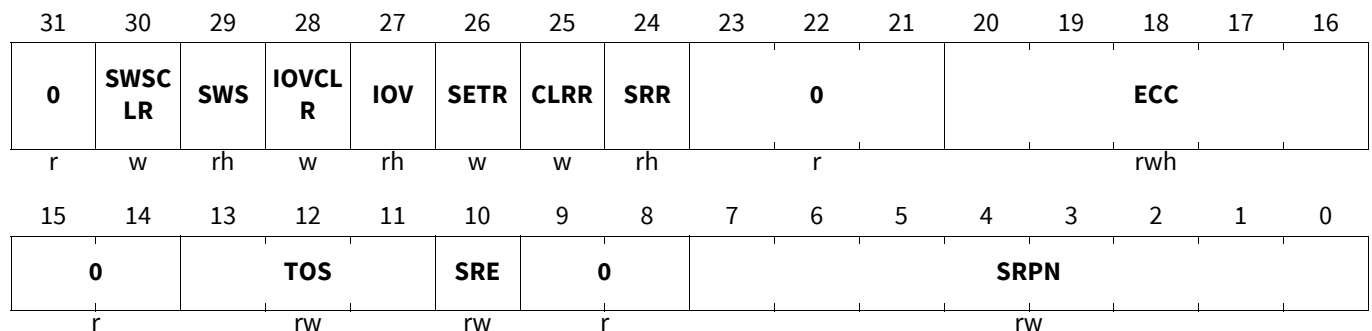 31 30 29 28 27 26 25 24 23 22 21 20 19 18 17 16
0 SWSC SWS IOVCL IOV SETR CLRR SRR 0 ECC
LR R
r w rh w rh w w rh r rwh
15 14 13 12 11 10 9 8 7 6 5 4 3 2 1 0
0 TOS SRE 0 SRPN
r rw rw r rw